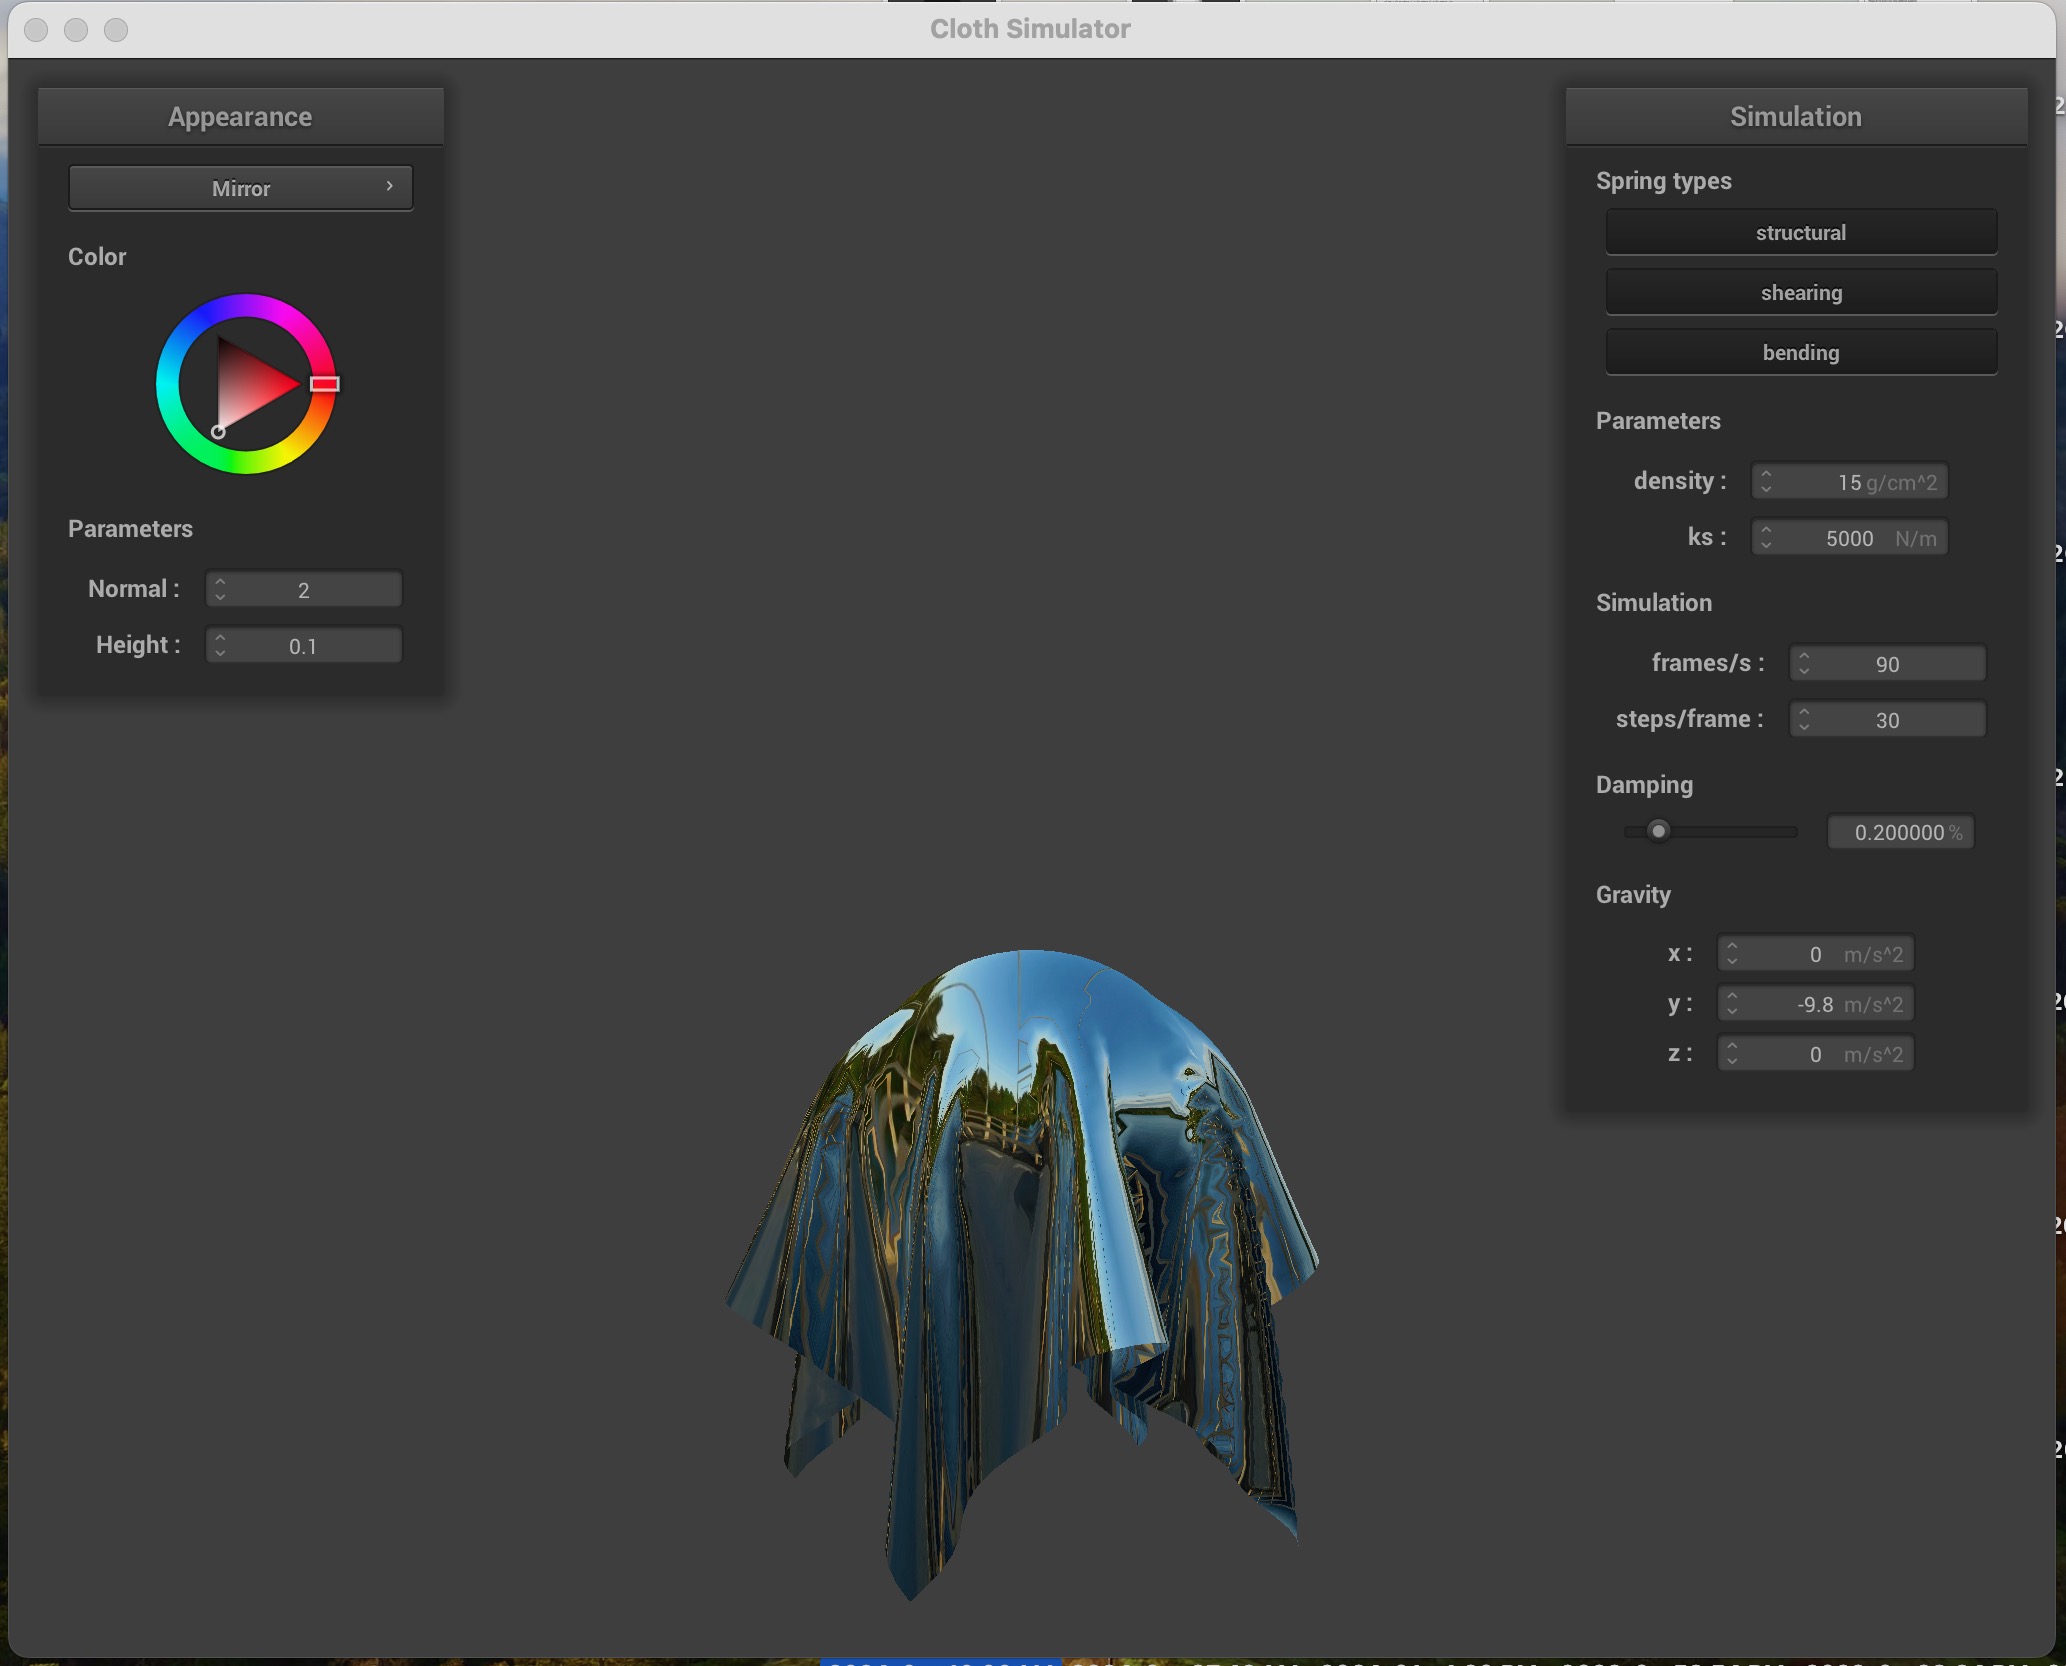 Cloth Simulator
Appearance
Mirror
Color
Parameters
Normal : 2
Height : 0.1
Simulation
Spring types
structural
shearing
bending
Parameters
density : 15 g/cm^2
ks : 5000 N/m
Simulation
frames/s : 90
steps/frame : 30
Damping
0.200000 %
Gravity
x : 0 m/s^2
y : -9.8 m/s^2
z : 0 m/s^2